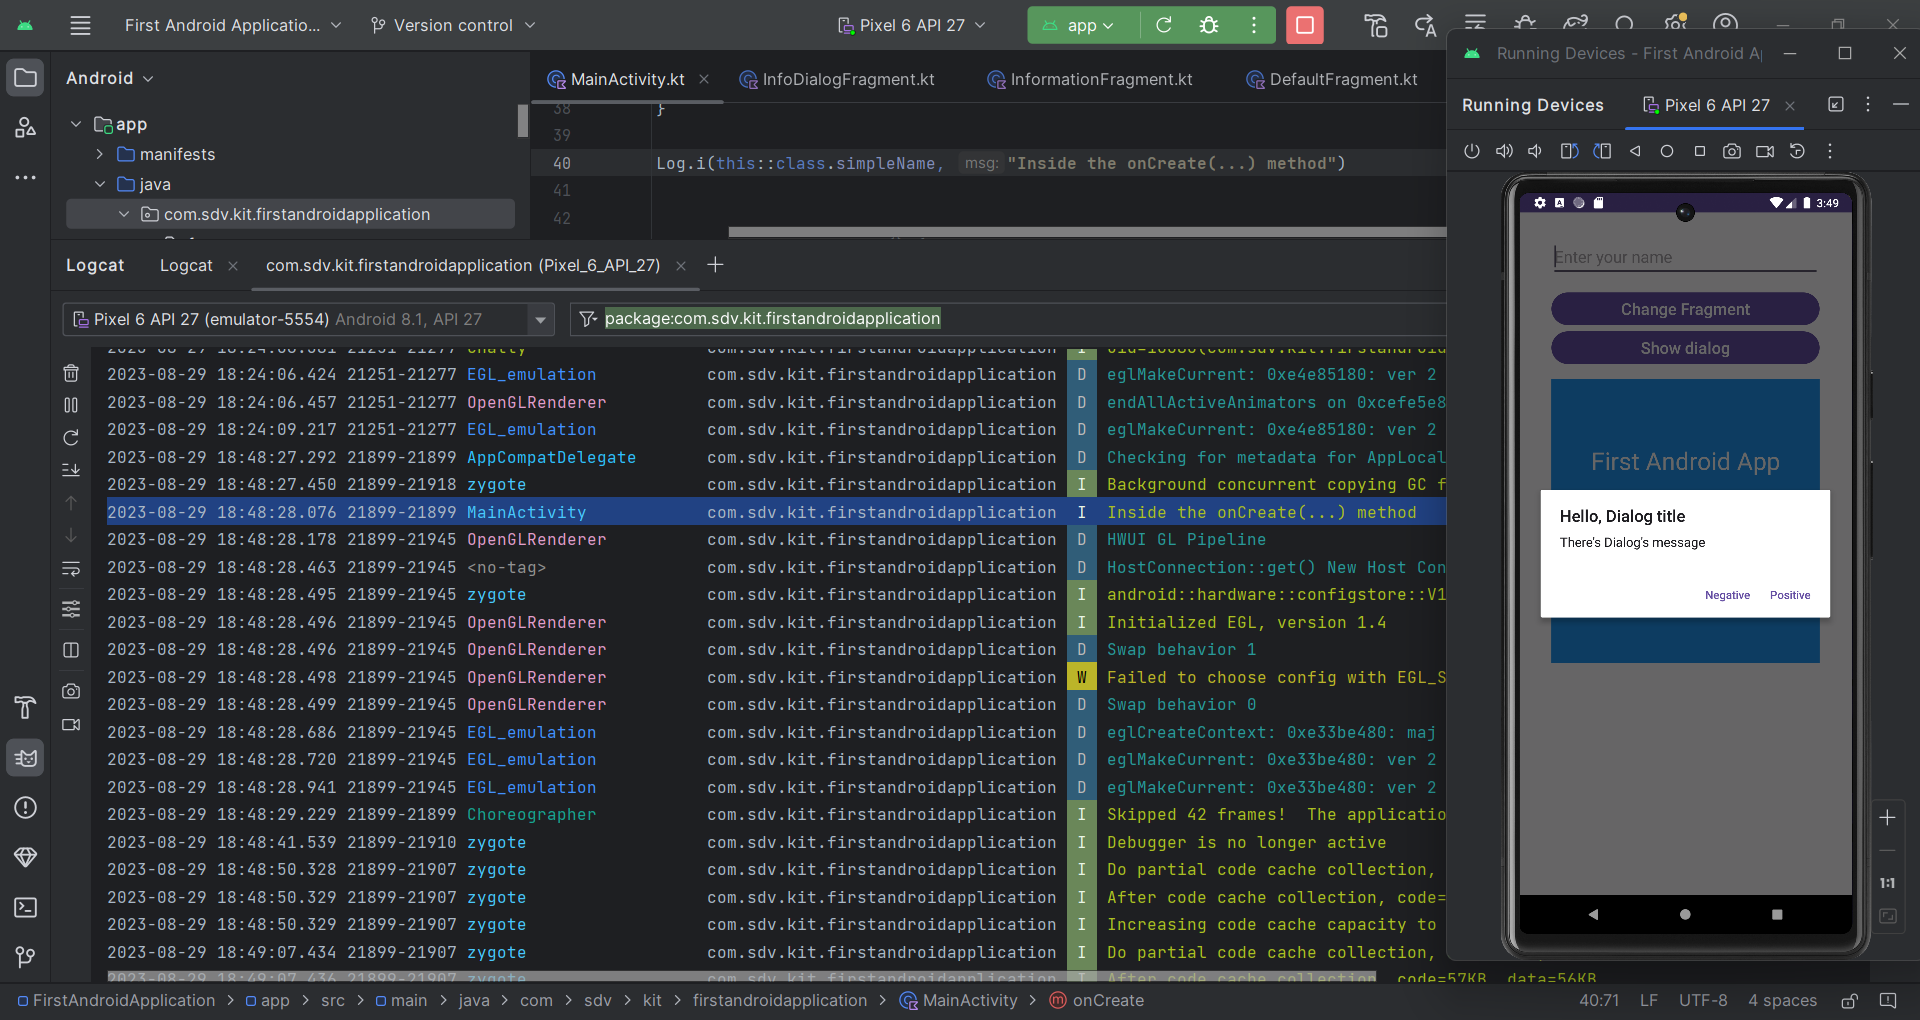 First Android Applicatio... Version control Pixel 6 API 27 app
Android
app
manifests
java
com.sdv.kit.firstandroidapplication
MainActivity.kt InfoDialogFragment.kt InformationFragment.kt DefaultFragment.kt
38 }
39
40 Log.i(this::class.simpleName, msg: "Inside the onCreate(...) method")
41
42
Logcat Logcat com.sdv.kit.firstandroidapplication (Pixel_6_API_27)
Pixel 6 API 27 (emulator-5554) Android 8.1, API 27 package:com.sdv.kit.firstandroidapplication
2023-08-29 18:24:06.424 21251-21277 EGL_emulation com.sdv.kit.firstandroidapplication D eglMakeCurrent: 0xe4e85180: ver 2
2023-08-29 18:24:06.457 21251-21277 OpenGLRenderer com.sdv.kit.firstandroidapplication D endAllActiveAnimators on 0xcefe5e8
2023-08-29 18:24:09.217 21251-21277 EGL_emulation com.sdv.kit.firstandroidapplication D eglMakeCurrent: 0xe4e85180: ver 2
2023-08-29 18:48:27.292 21899-21899 AppCompatDelegate com.sdv.kit.firstandroidapplication D Checking for metadata for AppLocal
2023-08-29 18:48:27.450 21899-21918 zygote com.sdv.kit.firstandroidapplication I Background concurrent copying GC f
2023-08-29 18:48:28.076 21899-21899 MainActivity com.sdv.kit.firstandroidapplication I Inside the onCreate(...) method
2023-08-29 18:48:28.178 21899-21945 OpenGLRenderer com.sdv.kit.firstandroidapplication D HWUI GL Pipeline
2023-08-29 18:48:28.463 21899-21945 <no-tag> com.sdv.kit.firstandroidapplication D HostConnection::get() New Host Con
2023-08-29 18:48:28.495 21899-21945 zygote com.sdv.kit.firstandroidapplication I android::hardware::configstore::V1
2023-08-29 18:48:28.496 21899-21945 OpenGLRenderer com.sdv.kit.firstandroidapplication I Initialized EGL, version 1.4
2023-08-29 18:48:28.496 21899-21945 OpenGLRenderer com.sdv.kit.firstandroidapplication D Swap behavior 1
2023-08-29 18:48:28.498 21899-21945 OpenGLRenderer com.sdv.kit.firstandroidapplication W Failed to choose config with EGL_S
2023-08-29 18:48:28.499 21899-21945 OpenGLRenderer com.sdv.kit.firstandroidapplication D Swap behavior 0
2023-08-29 18:48:28.686 21899-21945 EGL_emulation com.sdv.kit.firstandroidapplication D eglCreateContext: 0xe33be480: maj
2023-08-29 18:48:28.720 21899-21945 EGL_emulation com.sdv.kit.firstandroidapplication D eglMakeCurrent: 0xe33be480: ver 2
2023-08-29 18:48:28.941 21899-21945 EGL_emulation com.sdv.kit.firstandroidapplication D eglMakeCurrent: 0xe33be480: ver 2
2023-08-29 18:48:29.229 21899-21899 Choreographer com.sdv.kit.firstandroidapplication I Skipped 42 frames! The applicatio
2023-08-29 18:48:41.539 21899-21910 zygote com.sdv.kit.firstandroidapplication I Debugger is no longer active
2023-08-29 18:48:50.328 21899-21907 zygote com.sdv.kit.firstandroidapplication I Do partial code cache collection,
2023-08-29 18:48:50.329 21899-21907 zygote com.sdv.kit.firstandroidapplication I After code cache collection, code=
2023-08-29 18:48:50.329 21899-21907 zygote com.sdv.kit.firstandroidapplication I Increasing code cache capacity to
2023-08-29 18:49:07.434 21899-21907 zygote com.sdv.kit.firstandroidapplication I Do partial code cache collection,
2023-08-29 18:49:07.436 21899-21907 zygote com.sdv.kit.firstandroidapplication I After code cache collection, code=57KB, data=56KB
Running Devices - First Android Ap
Running Devices Pixel 6 API 27
3:49
Enter your name
Change Fragment
Show dialog
First Android App
Hello, Dialog title
There's Dialog's message
Negative Positive
1:1
FirstAndroidApplication > app > src > main > java > com > sdv > kit > firstandroidapplication > MainActivity > onCreate 40:71 LF UTF-8 4 spaces